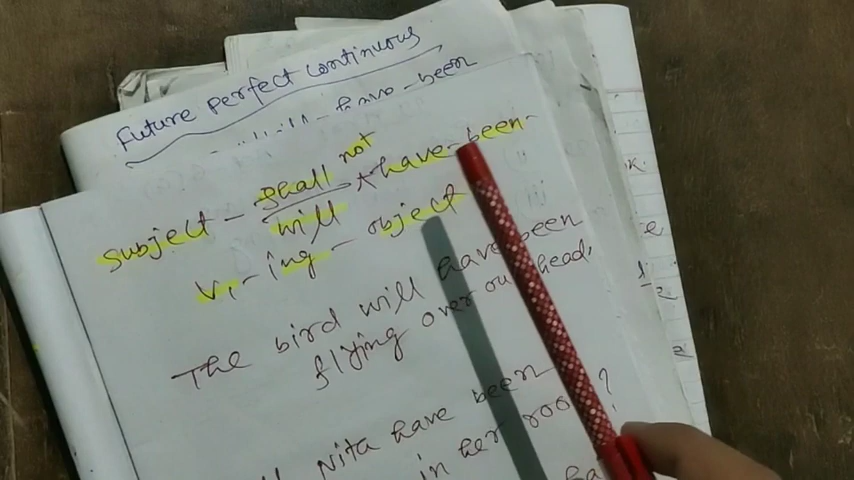 Future perfect continuous
have - been
not
subject - shall have - been -
will
V1 - ing - object
The bird will have been
flying over our head,
Nita have been
in her room?